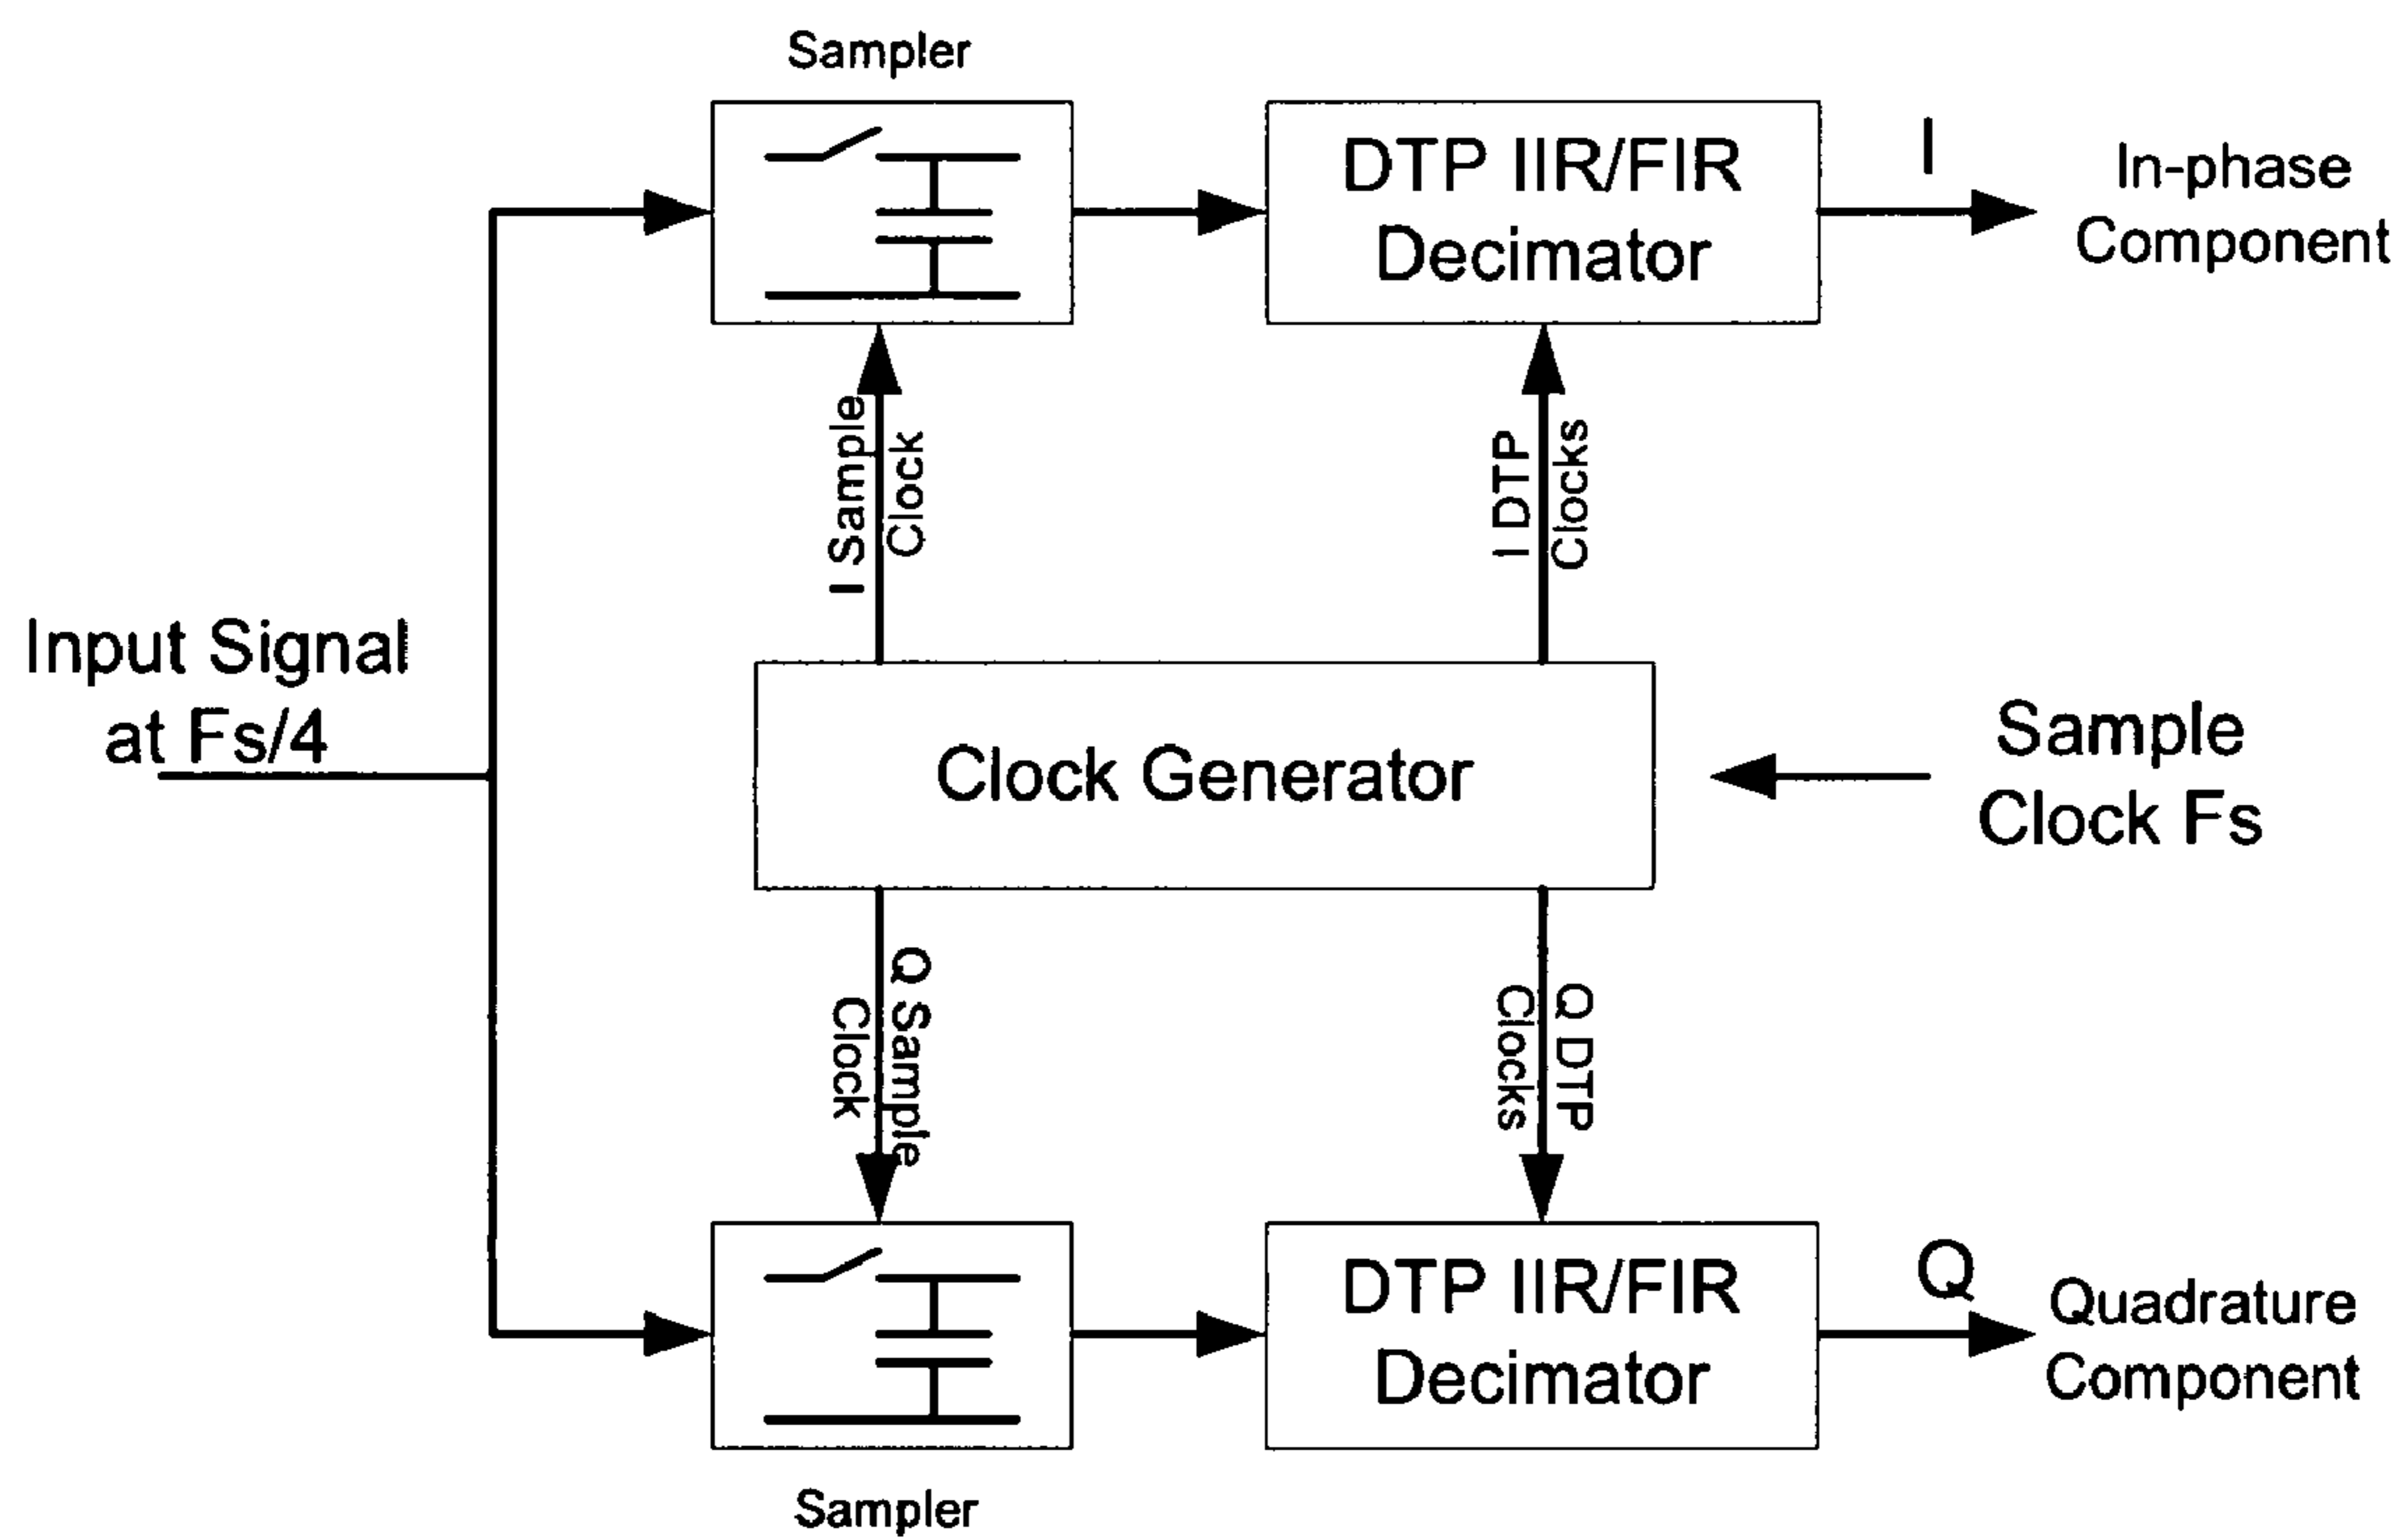 Sampler
DTP IIR/FIR
Decimator
I
In-phase
Component
I Sample
Clock
I DTP
Clocks
Input Signal
at Fs/4
Clock Generator
Sample
Clock Fs
Q Sample
Clock
Q DTP
Clocks
DTP IIR/FIR
Decimator
Q
Quadrature
Component
Sampler